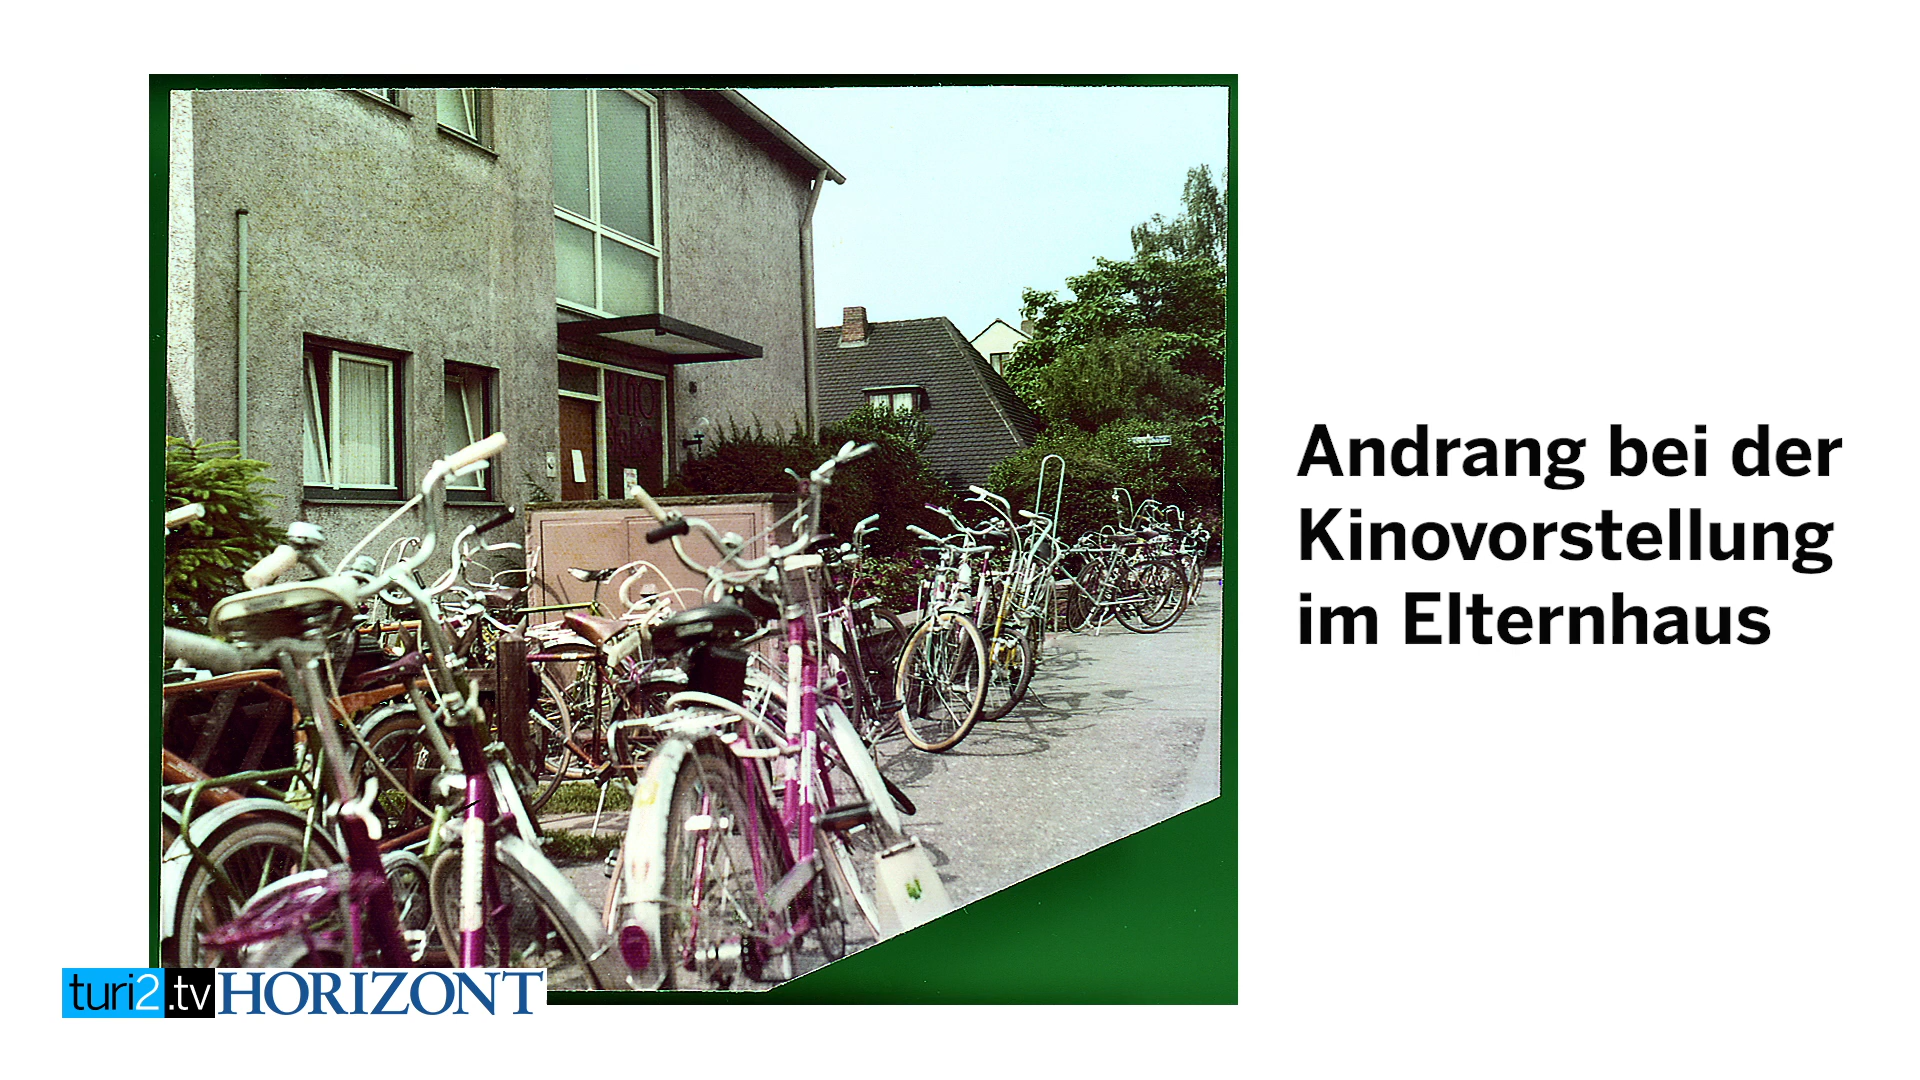 Andrang bei der
Kinovorstellung
im Elternhaus
turi2.tv HORIZONT